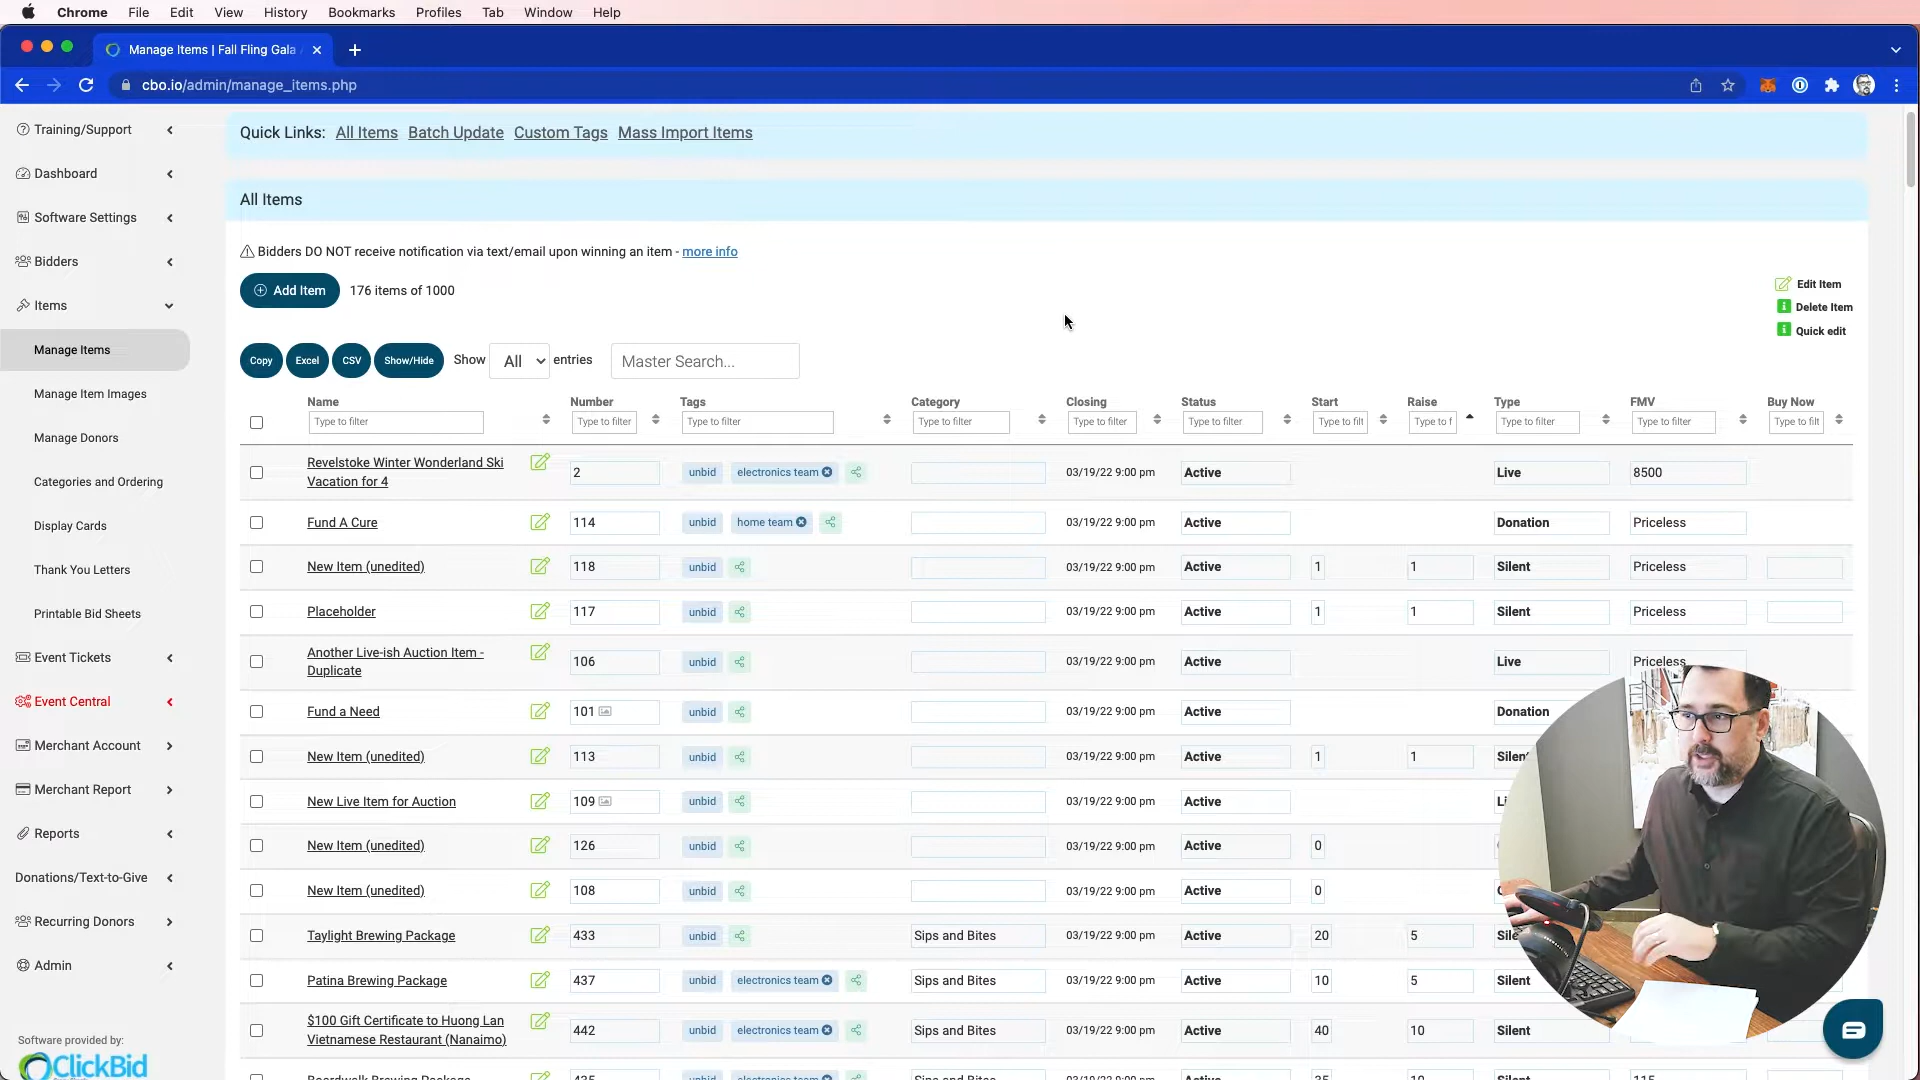 Chrome File Edit View History Bookmarks Profiles Tab Window Help
Manage Items | Fall Fling Gala
cbo.io/admin/manage_items.php
Training/Support
Dashboard
Software Settings
Bidders
Items
Manage Items
Manage Item Images
Manage Donors
Categories and Ordering
Display Cards
Thank You Letters
Printable Bid Sheets
Event Tickets
Event Central
Merchant Account
Merchant Report
Reports
Donations/Text-to-Give
Recurring Donors
Admin
Software provided by:
ClickBid
Quick Links: All Items Batch Update Custom Tags Mass Import Items
All Items
Bidders DO NOT receive notification via text/email upon winning an item - more info
Add Item 176 items of 1000
Edit Item
Delete Item
Quick edit
Copy Excel CSV Show/Hide Show All entries Master Search...
Name Number Tags Category Closing Status Start Raise Type FMV Buy Now
Type to filter Type to filter Type to filter Type to filter Type to filter Type to filter Type to filt Type to f Type to filter Type to filter Type to filt
Revelstoke Winter Wonderland Ski
Vacation for 4 2 unbid electronics team 03/19/22 9:00 pm Active Live 8500
Fund A Cure 114 unbid home team 03/19/22 9:00 pm Active Donation Priceless
New Item (unedited) 118 unbid 03/19/22 9:00 pm Active 1 1 Silent Priceless
Placeholder 117 unbid 03/19/22 9:00 pm Active 1 1 Silent Priceless
Another Live-ish Auction Item -
Duplicate 106 unbid 03/19/22 9:00 pm Active Live Priceless
Fund a Need 101 unbid 03/19/22 9:00 pm Active Donation
New Item (unedited) 113 unbid 03/19/22 9:00 pm Active 1 1 Silent
New Live Item for Auction 109 unbid 03/19/22 9:00 pm Active Li
New Item (unedited) 126 unbid 03/19/22 9:00 pm Active 0
New Item (unedited) 108 unbid 03/19/22 9:00 pm Active 0
Taylight Brewing Package 433 unbid Sips and Bites 03/19/22 9:00 pm Active 20 5 Sile
Patina Brewing Package 437 unbid electronics team Sips and Bites 03/19/22 9:00 pm Active 10 5 Silent
$100 Gift Certificate to Huong Lan
Vietnamese Restaurant (Nanaimo) 442 unbid electronics team Sips and Bites 03/19/22 9:00 pm Active 40 10 Silent
Boardwalk Brewing Package 435 unbid electronics team Sips and Bites 03/19/22 9:00 pm Active 35 10 Silent 115